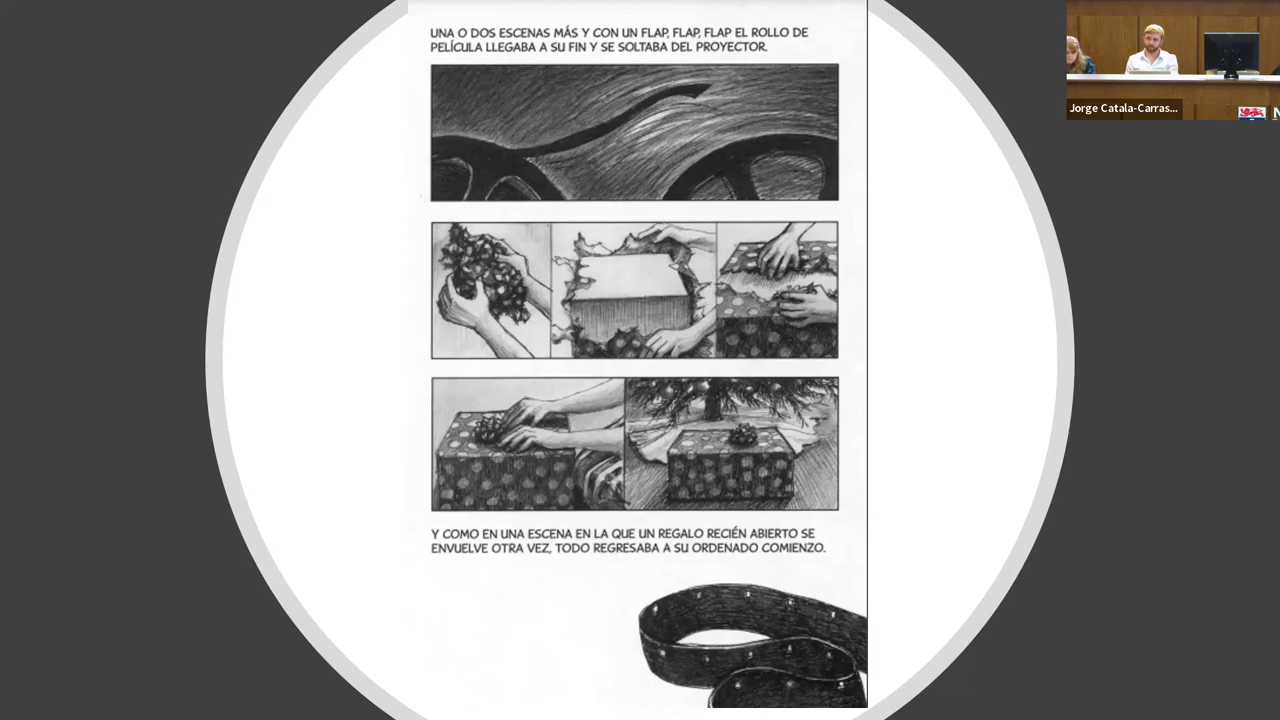 UNA O DOS ESCENAS MÁS Y CON UN FLAP, FLAP, FLAP EL ROLLO DE
PELÍCULA LLEGABA A SU FIN Y SE SOLTABA DEL PROYECTOR.
Y COMO EN UNA ESCENA EN LA QUE UN REGALO RECIÉN ABIERTO SE
ENVUELVE OTRA VEZ, TODO REGRESABA A SU ORDENADO COMIENZO.
Jorge Catala-Carras...
N